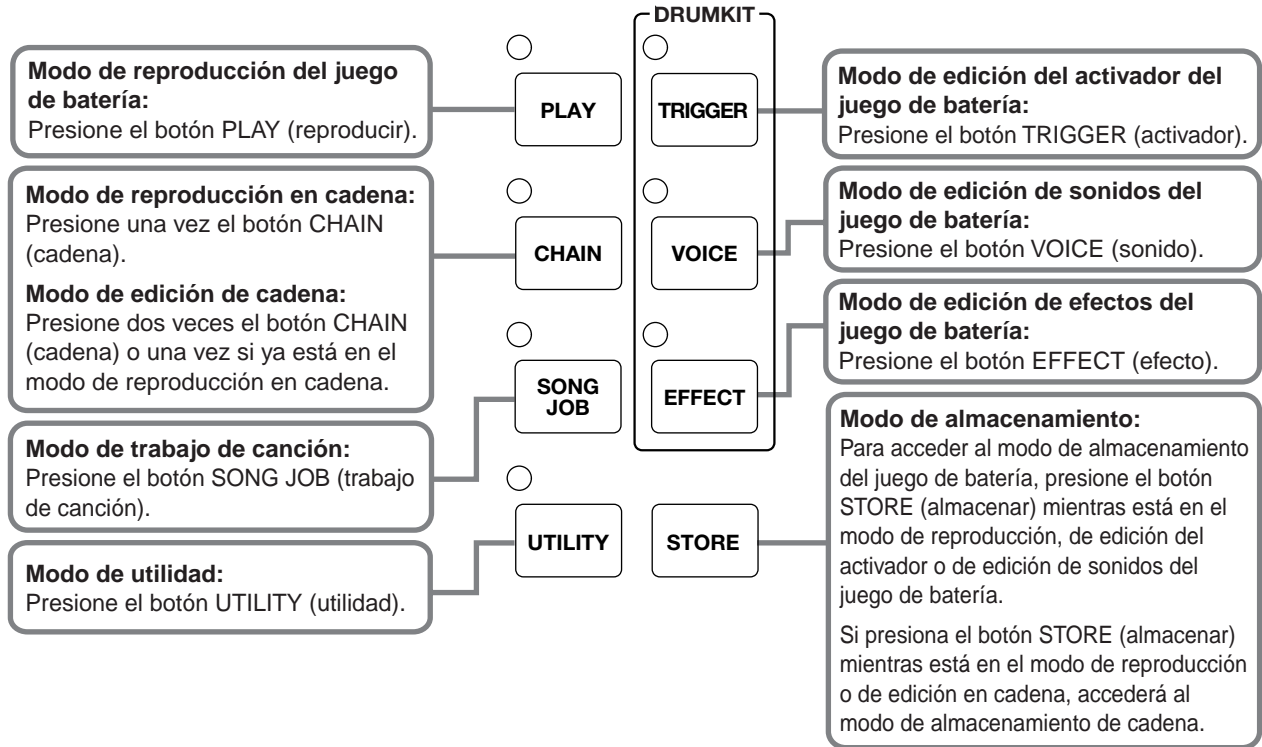 DRUMKIT
Modo de reproducción del juego
de batería:
Presione el botón PLAY (reproducir).
PLAY
TRIGGER
Modo de edición del activador del
juego de batería:
Presione el botón TRIGGER (activador).
Modo de reproducción en cadena:
Presione una vez el botón CHAIN
(cadena).
Modo de edición de cadena:
Presione dos veces el botón CHAIN
(cadena) o una vez si ya está en el
modo de reproducción en cadena.
CHAIN
VOICE
Modo de edición de sonidos del
juego de batería:
Presione el botón VOICE (sonido).
Modo de edición de efectos del
juego de batería:
Presione el botón EFFECT (efecto).
SONG
JOB
EFFECT
Modo de trabajo de canción:
Presione el botón SONG JOB (trabajo
de canción).
Modo de utilidad:
Presione el botón UTILITY (utilidad).
UTILITY
STORE
Modo de almacenamiento:
Para acceder al modo de almacenamiento
del juego de batería, presione el botón
STORE (almacenar) mientras está en el
modo de reproducción, de edición del
activador o de edición de sonidos del
juego de batería.
Si presiona el botón STORE (almacenar)
mientras está en el modo de reproducción
o de edición en cadena, accederá al
modo de almacenamiento de cadena.